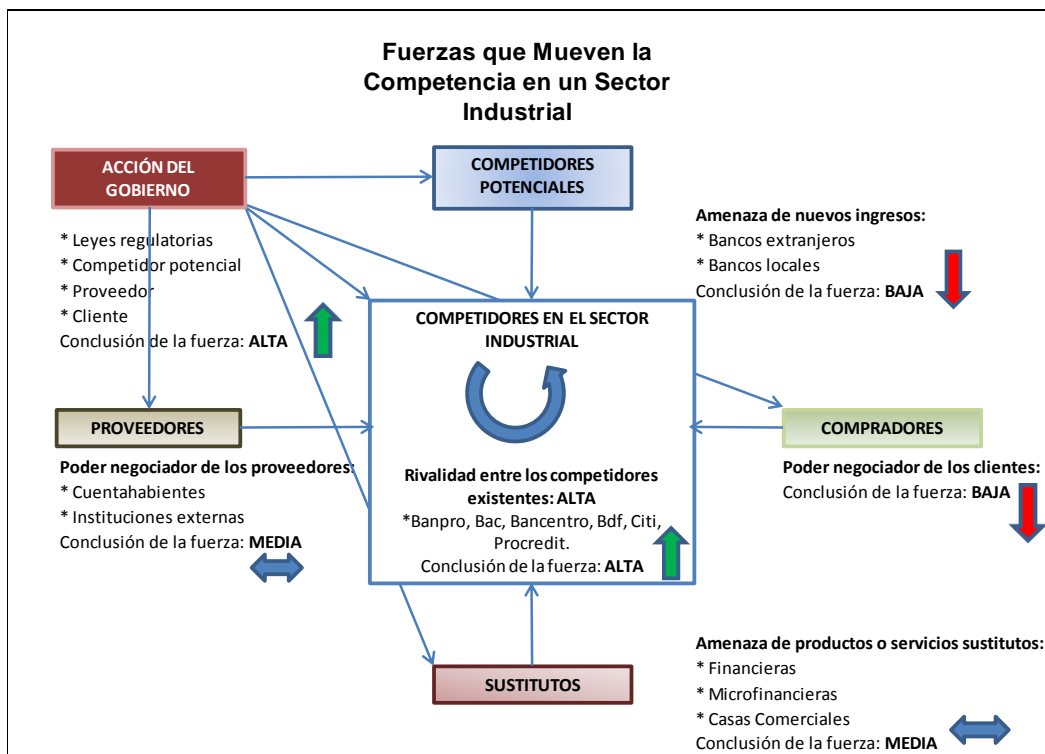 Fuerzas que Mueven la
Competencia en un Sector
Industrial
ACCIÓN DEL
GOBIERNO
* Leyes regulatorias
* Competidor potencial
* Proveedor
* Cliente
Conclusión de la fuerza: ALTA
COMPETIDORES
POTENCIALES
Amenaza de nuevos ingresos:
* Bancos extranjeros
* Bancos locales
Conclusión de la fuerza: BAJA
COMPETIDORES EN EL SECTOR
INDUSTRIAL
Rivalidad entre los competidores
existentes: ALTA
*Banpro, Bac, Bancentro, Bdf, Citi,
Procredit.
Conclusión de la fuerza: ALTA
PROVEEDORES
Poder negociador de los proveedores:
* Cuentahabientes
* Instituciones externas
Conclusión de la fuerza: MEDIA
COMPRADORES
Poder negociador de los clientes:
Conclusión de la fuerza: BAJA
SUSTITUTOS
Amenaza de productos o servicios sustitutos:
* Financieras
* Microfinancieras
* Casas Comerciales
Conclusión de la fuerza: MEDIA